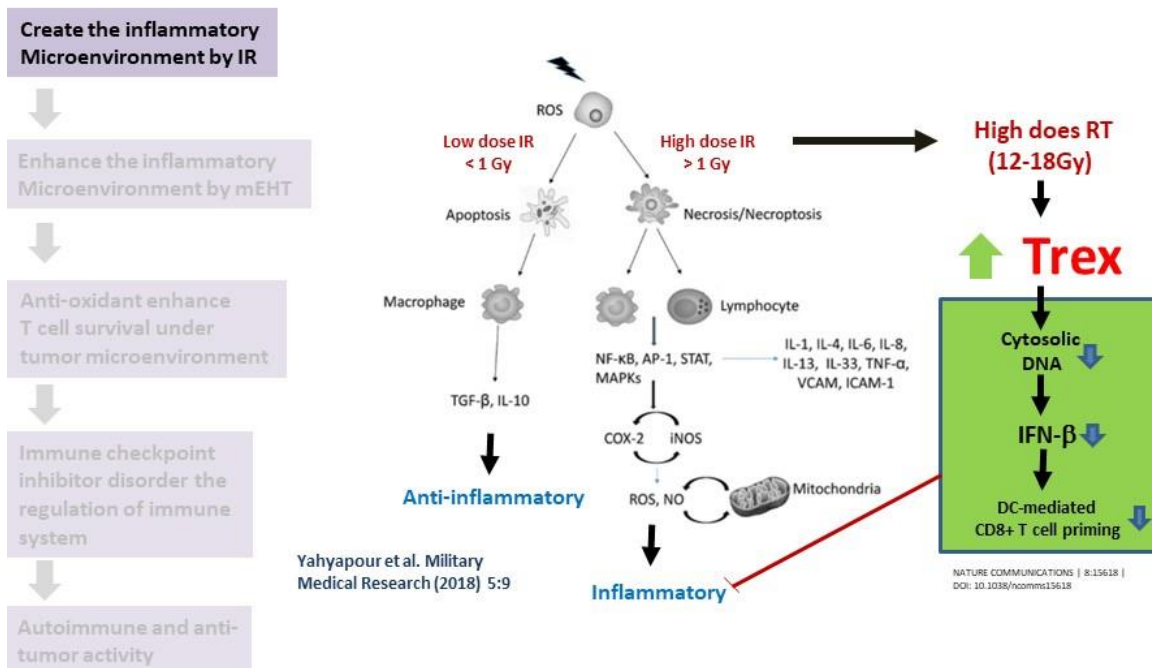 Create the inflammatory
Microenvironment by IR
Enhance the inflammatory
Microenvironment by mEHT
Anti-oxidant enhance
T cell survival under
tumor microenvironment
Immune checkpoint
inhibitor disorder the
regulation of immune
system
Autoimmune and anti-
tumor activity
ROS
Low dose IR
< 1 Gy
High dose IR
> 1 Gy
Apoptosis
Necrosis/Necroptosis
Macrophage
Lymphocyte
TGF-β, IL-10
NF-κB, AP-1, STAT,
MAPKs
IL-1, IL-4, IL-6, IL-8,
IL-13, IL-33, TNF-α,
VCAM, ICAM-1
COX-2
iNOS
Anti-inflammatory
ROS, NO
Mitochondria
Inflammatory
Yahyapour et al. Military
Medical Research (2018) 5:9
High does RT
(12-18Gy)
Trex
Cytosolic
DNA
IFN-β
DC-mediated
CD8+ T cell priming
NATURE COMMUNICATIONS | 8:15618 |
DOI: 10.1038/ncomms15618